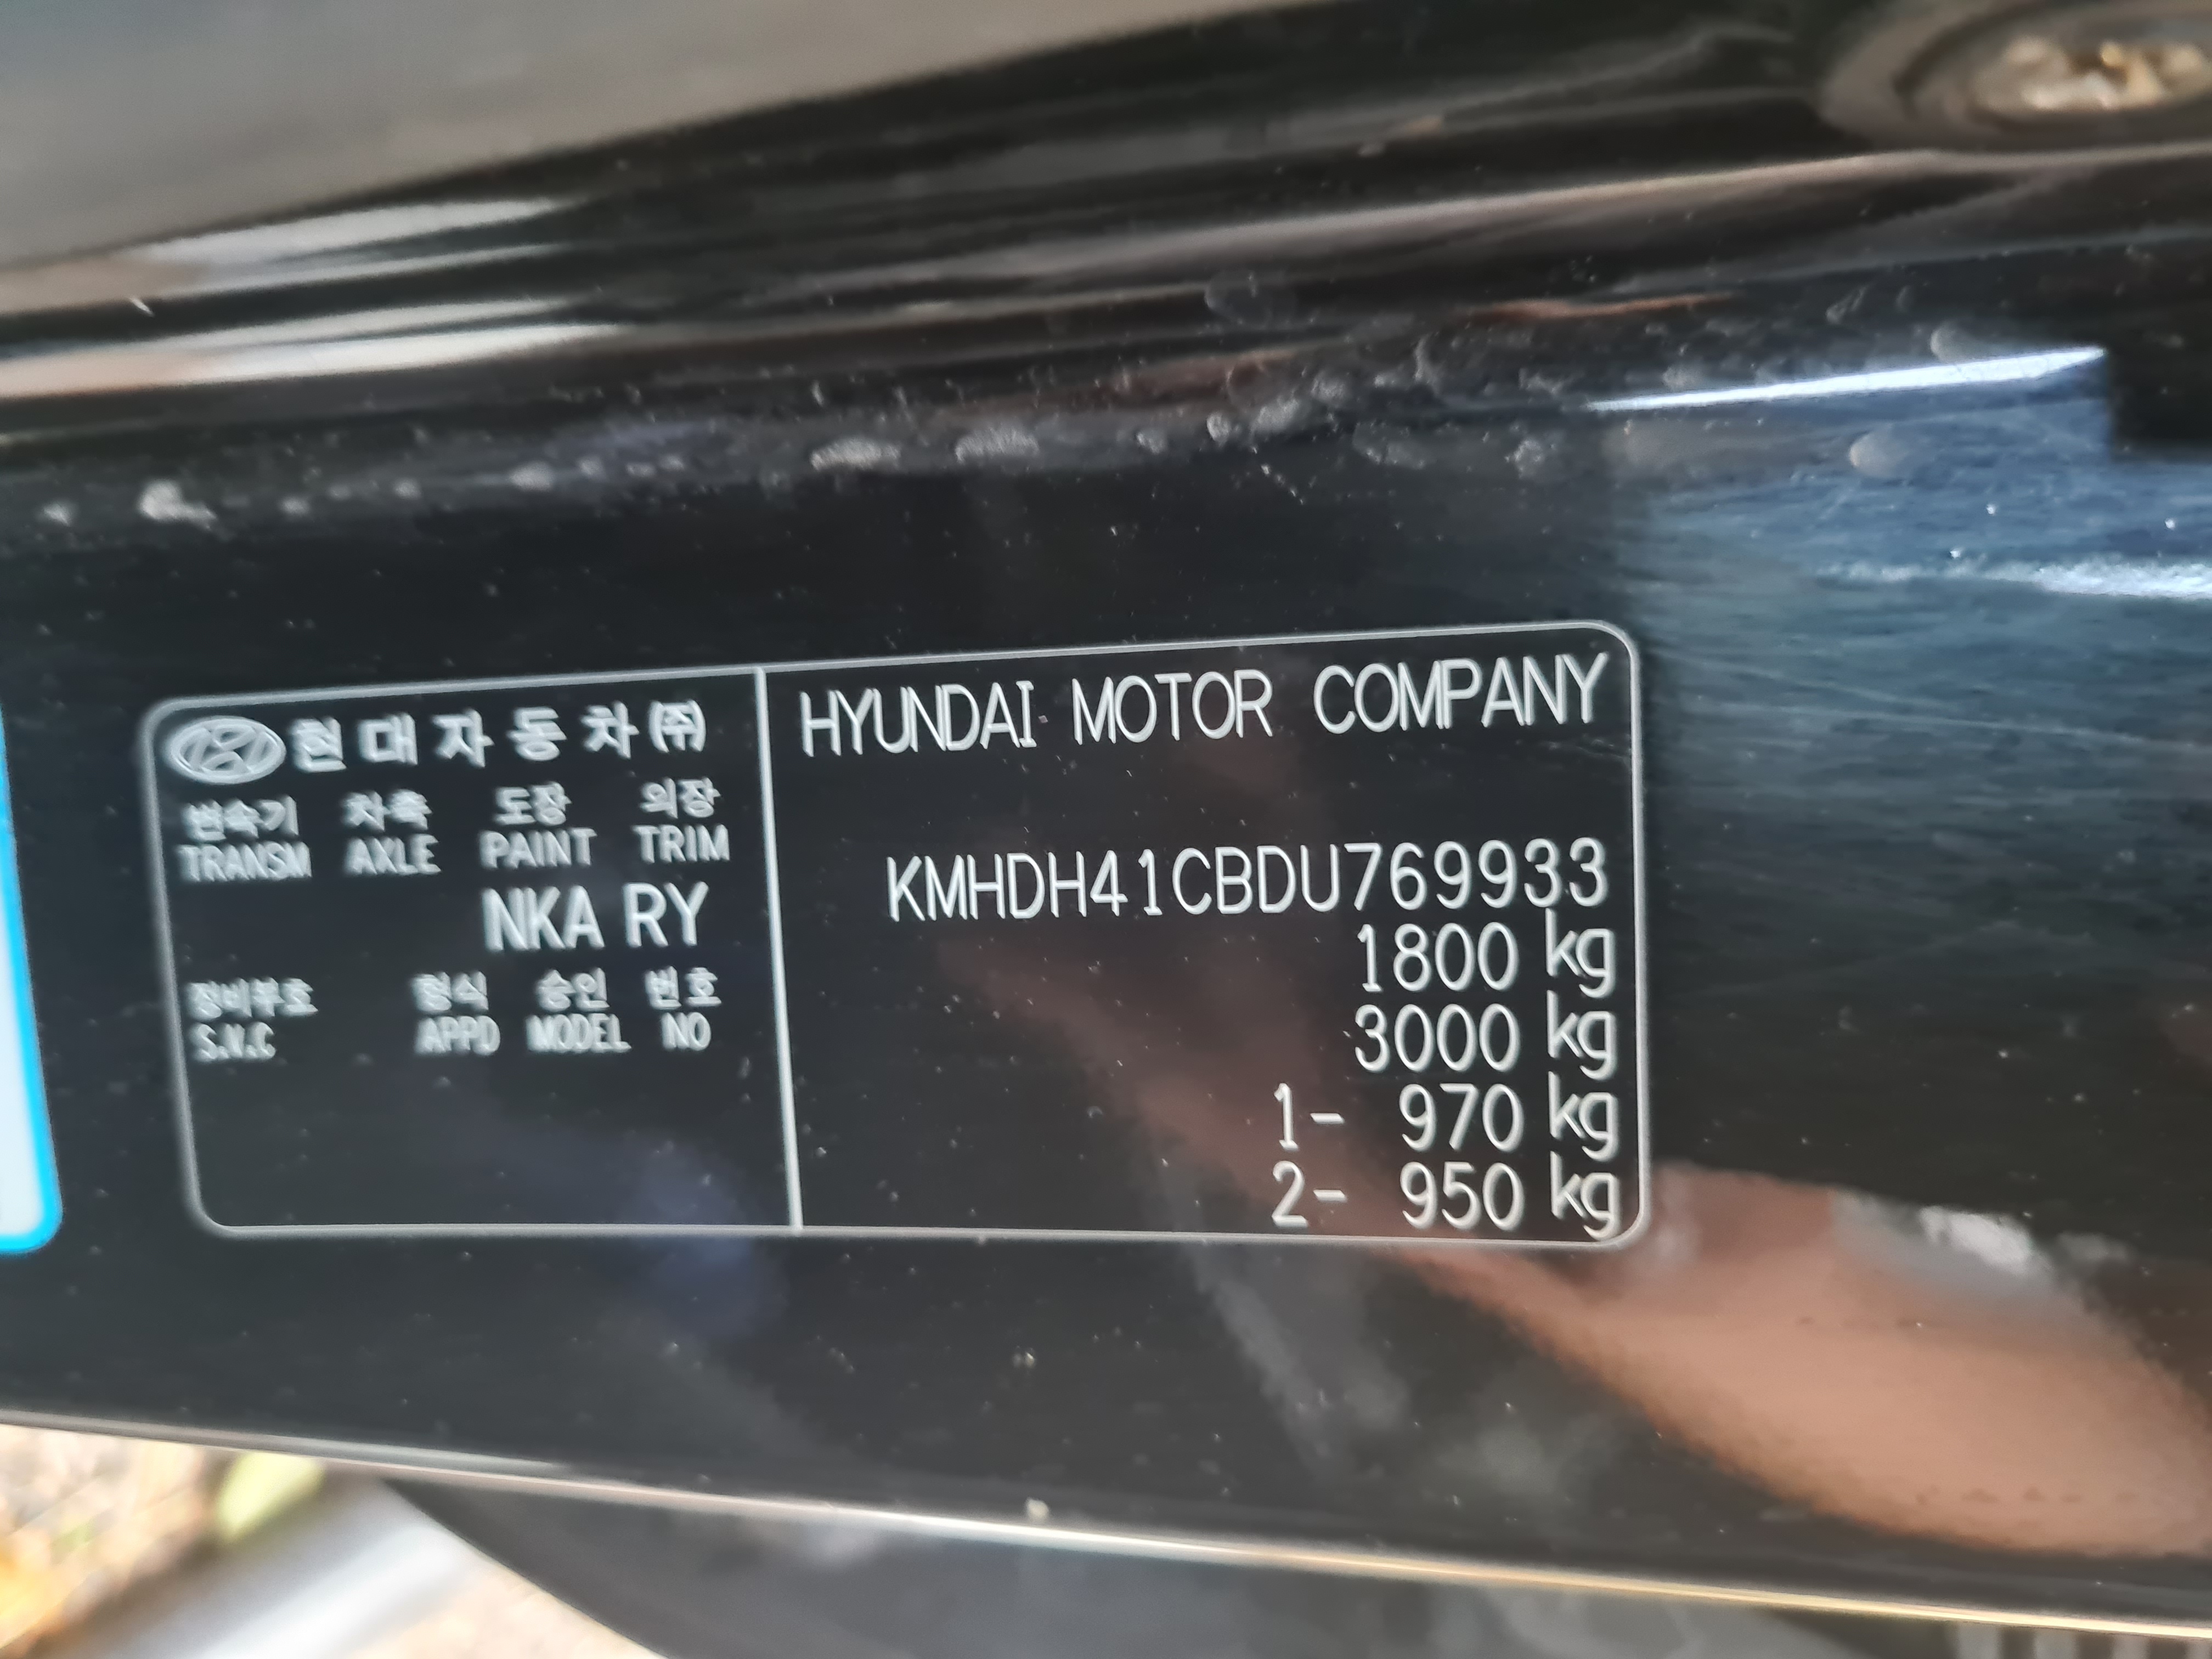 현대자동차㈜
변속기 차축 도장 의장
TRANSM AXLE PAINT TRIM
NKA RY
정비부호 형식 승인 번호
S.V.C APPD MODEL NO
HYUNDAI MOTOR COMPANY
KMHDH41CBDU769933
1800 kg
3000 kg
1- 970 kg
2- 950 kg